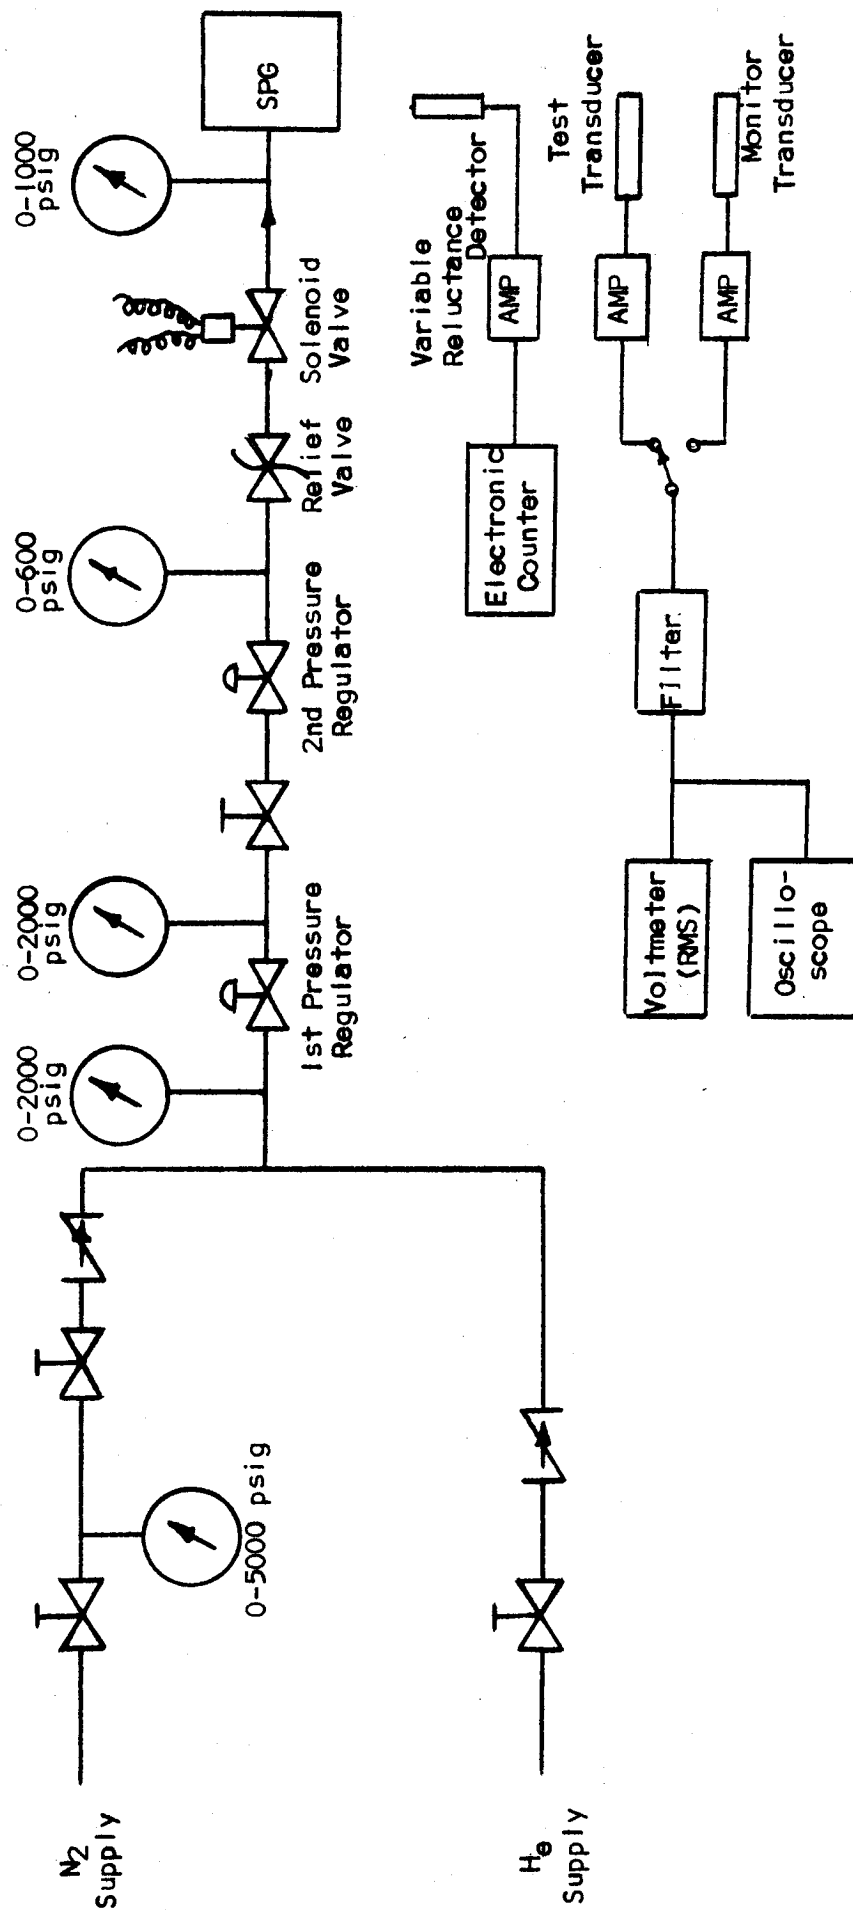 0-1000
psig
SPG
Solenoid
Valve
Relief
Valve
0-600
psig
2nd Pressure
Regulator
0-2000
psig
1st Pressure
Regulator
0-2000
psig
0-5000 psig
N2
Supply
He
Supply
Variable
Reluctance
Detector
AMP
Electronic
Counter
Test
Transducer
AMP
Monitor
Transducer
AMP
Filter
Voltmeter
(RMS)
Oscillo-
scope